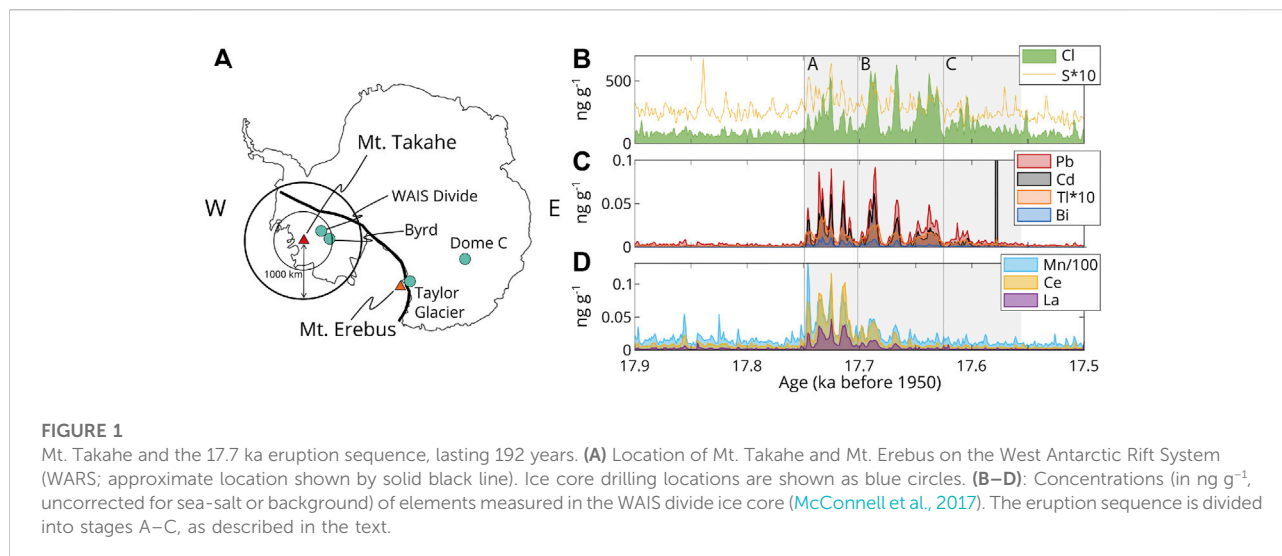 A
Mt. Takahe
WAIS Divide
W
E
Byrd
Dome C
1000 km
Taylor
Glacier
Mt. Erebus
B
A
B
C
Cl
S*10
ng g⁻¹
500
0
C
Pb
Cd
Tl*10
Bi
ng g⁻¹
0.1
0.05
0
D
Mn/100
Ce
La
ng g⁻¹
0.1
0.05
0
17.9
17.8
17.7
17.6
17.5
Age (ka before 1950)
FIGURE 1
Mt. Takahe and the 17.7 ka eruption sequence, lasting 192 years. (A) Location of Mt. Takahe and Mt. Erebus on the West Antarctic Rift System
(WARS; approximate location shown by solid black line). Ice core drilling locations are shown as blue circles. (B–D): Concentrations (in ng g⁻¹,
uncorrected for sea-salt or background) of elements measured in the WAIS divide ice core (McConnell et al., 2017). The eruption sequence is divided
into stages A–C, as described in the text.